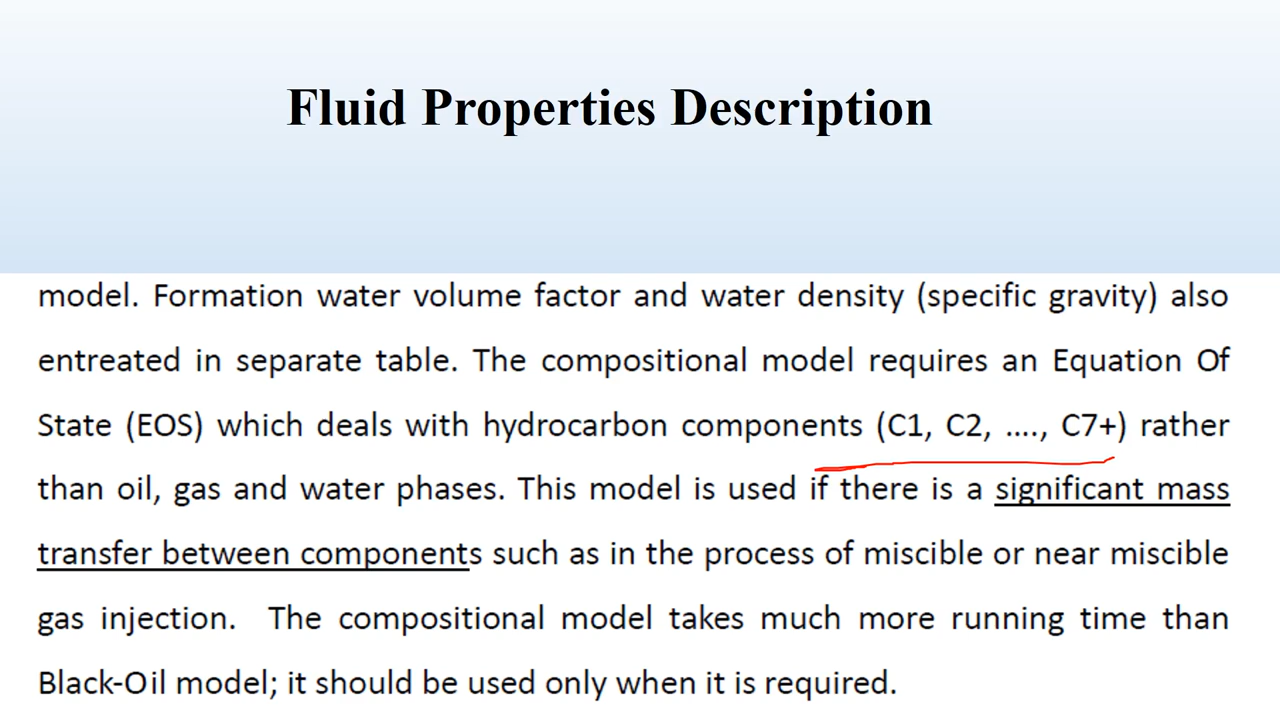 Fluid Properties Description
model. Formation water volume factor and water density (specific gravity) also
entreated in separate table. The compositional model requires an Equation Of
State (EOS) which deals with hydrocarbon components (C1, C2, ...., C7+) rather
than oil, gas and water phases. This model is used if there is a significant mass
transfer between components such as in the process of miscible or near miscible
gas injection. The compositional model takes much more running time than
Black-Oil model; it should be used only when it is required.